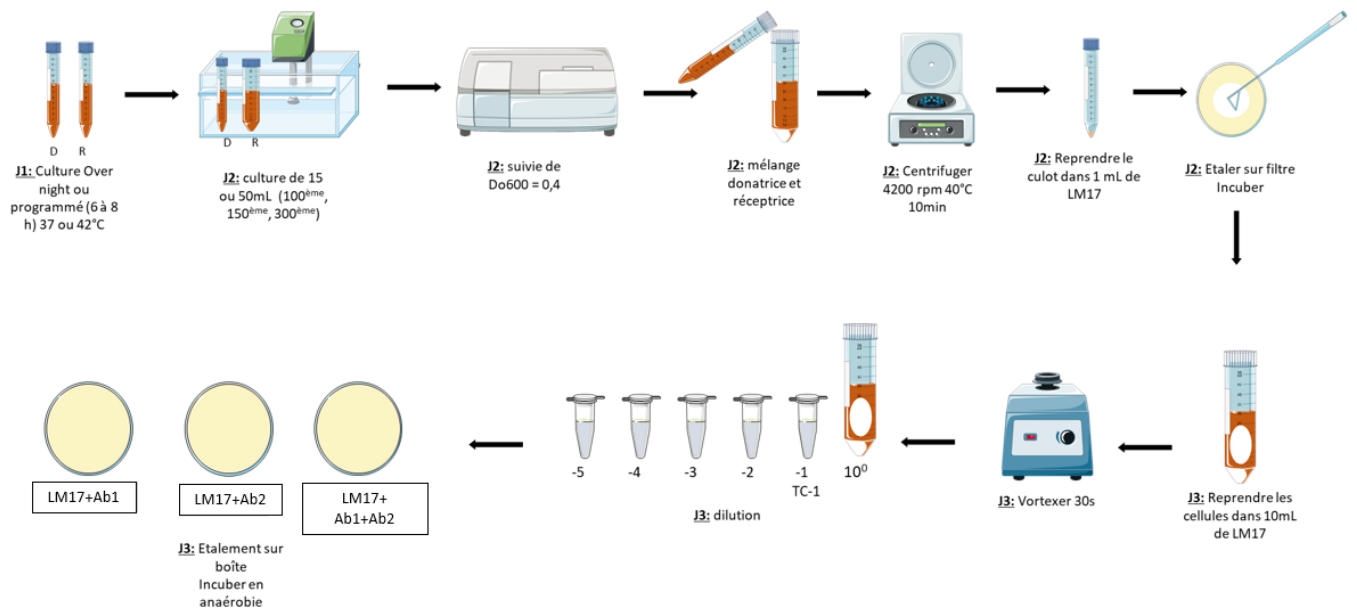 D R
J1: Culture Over
night ou
programmé (6 à 8
h) 37 ou 42°C
D R
J2: culture de 15
ou 50mL (100ème,
150ème, 300ème)
J2: suivie de
Do600 = 0,4
J2: mélange
donatrice et
réceptrice
J2: Centrifuger
4200 rpm 40°C
10min
J2: Reprendre le
culot dans 1 mL de
LM17
J2: Etaler sur filtre
Incuber
J3: Reprendre les
cellules dans 10mL
de LM17
J3: Vortexer 30s
-5 -4 -3 -2 -1 10⁰
TC-1
J3: dilution
LM17+Ab1
LM17+Ab2
LM17+
Ab1+Ab2
J3: Etalement sur
boîte
Incuber en
anaérobie